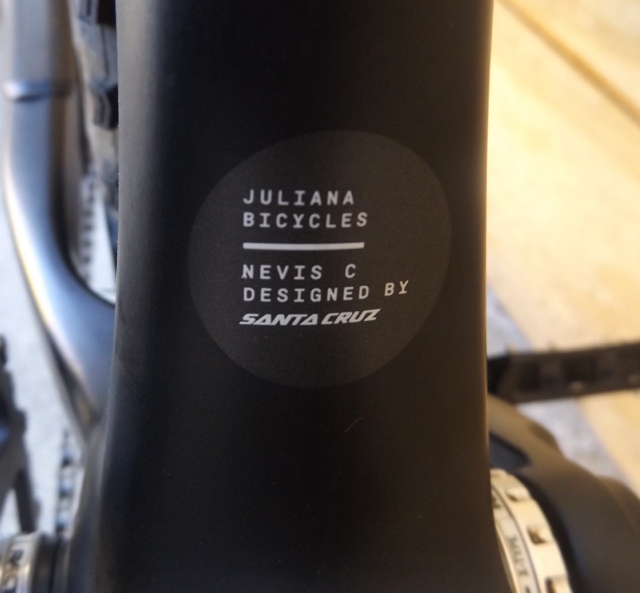 JULIANA
BICYCLES
NEVIS C
DESIGNED BY
SANTA CRUZ